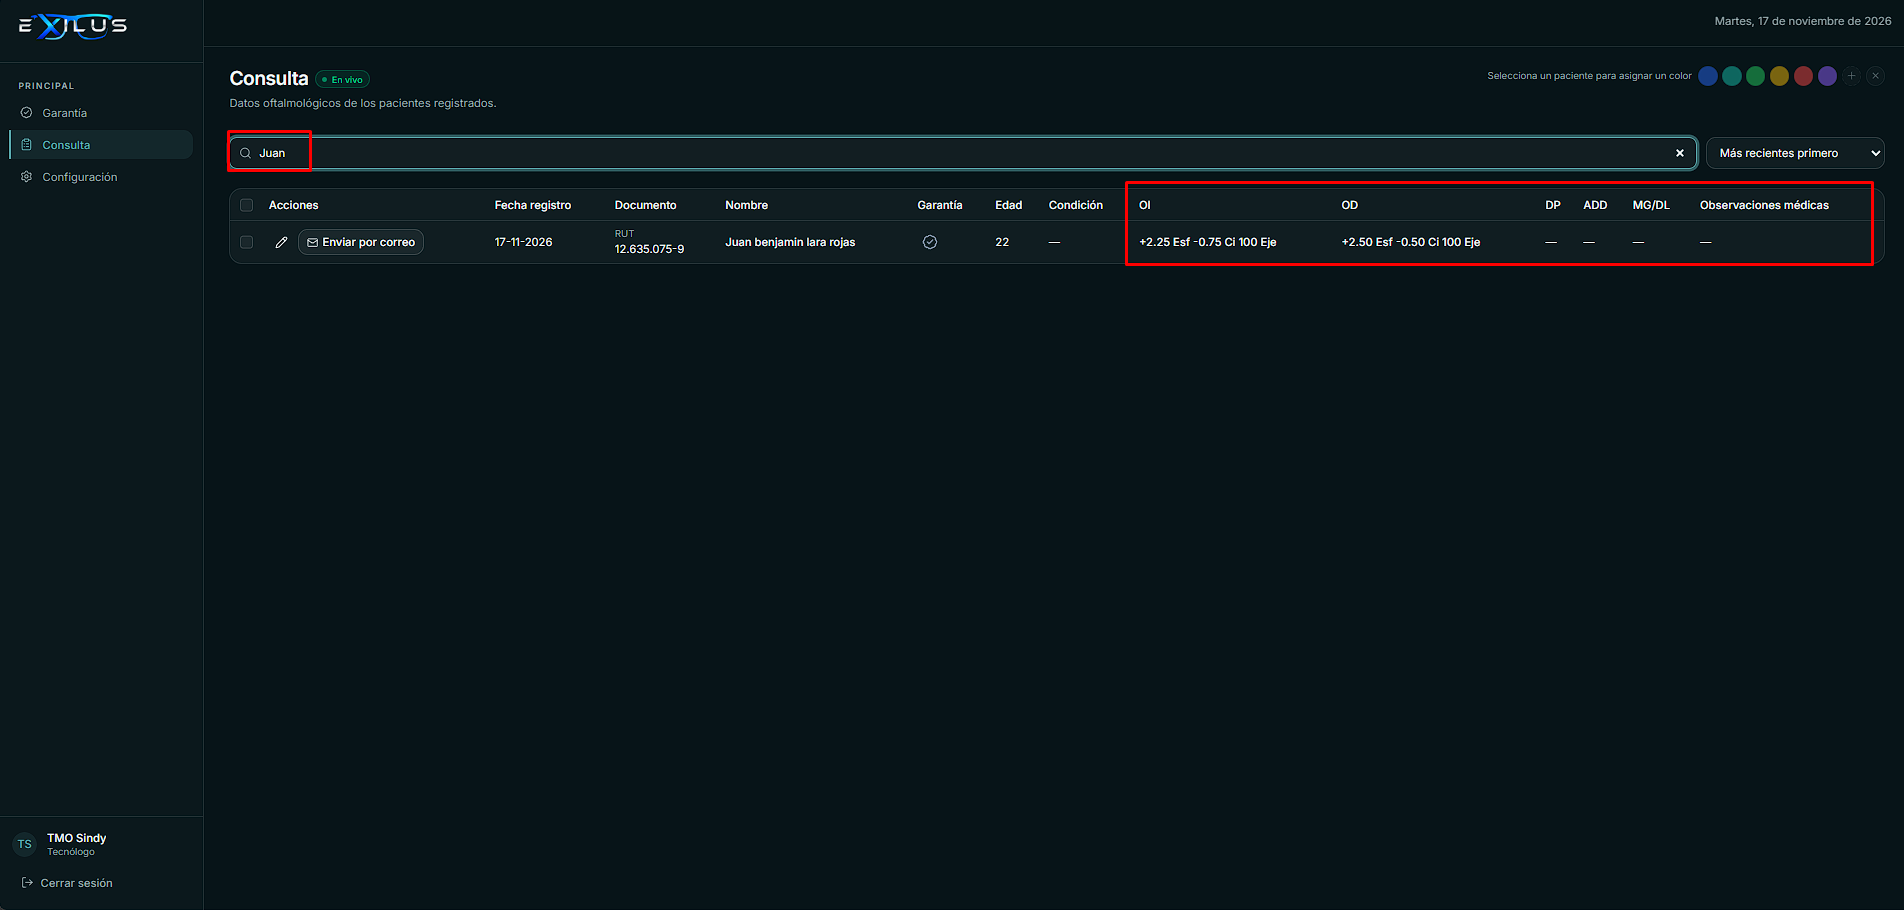 EXILUS
Martes, 17 de noviembre de 2026
PRINCIPAL
Garantía
Consulta
Configuración
Consulta
En vivo
Datos oftalmológicos de los pacientes registrados.
Selecciona un paciente para asignar un color
Juan
Más recientes primero
Acciones Fecha registro Documento Nombre Garantía Edad Condición OI OD DP ADD MG/DL Observaciones médicas
Enviar por correo 17-11-2026 RUT
12.635.075-9 Juan benjamin lara rojas 22 — +2.25 Esf -0.75 Ci 100 Eje +2.50 Esf -0.50 Ci 100 Eje — — — —
TS
TMO Sindy
Tecnólogo
Cerrar sesión